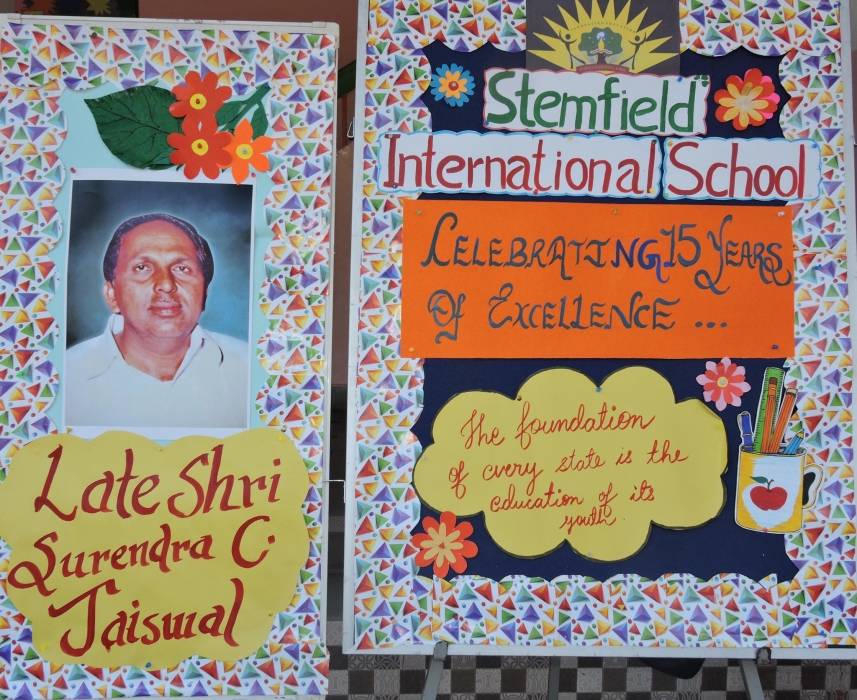 Late Shri
Surendra C.
Jaiswal
Stemfield
International School
CELEBRATING 15 YEARS
Of EXCELLENCE ...
The foundation
of every state is the
education of its
youth